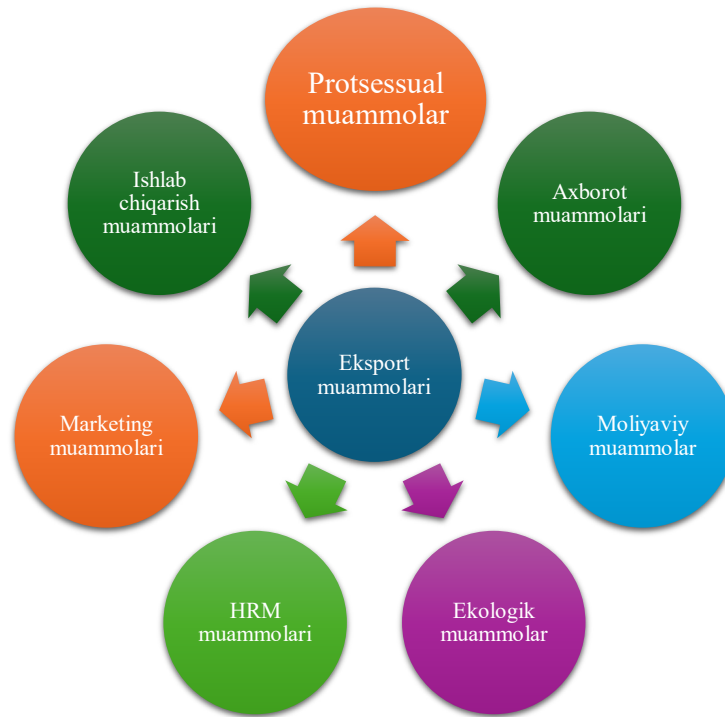 Protsessual
muammolar
Axborot
muammolari
Moliyaviy
muammolar
Ekologik
muammolar
HRM
muammolari
Marketing
muammolari
Ishlab
chiqarish
muammolari
Eksport
muammolari